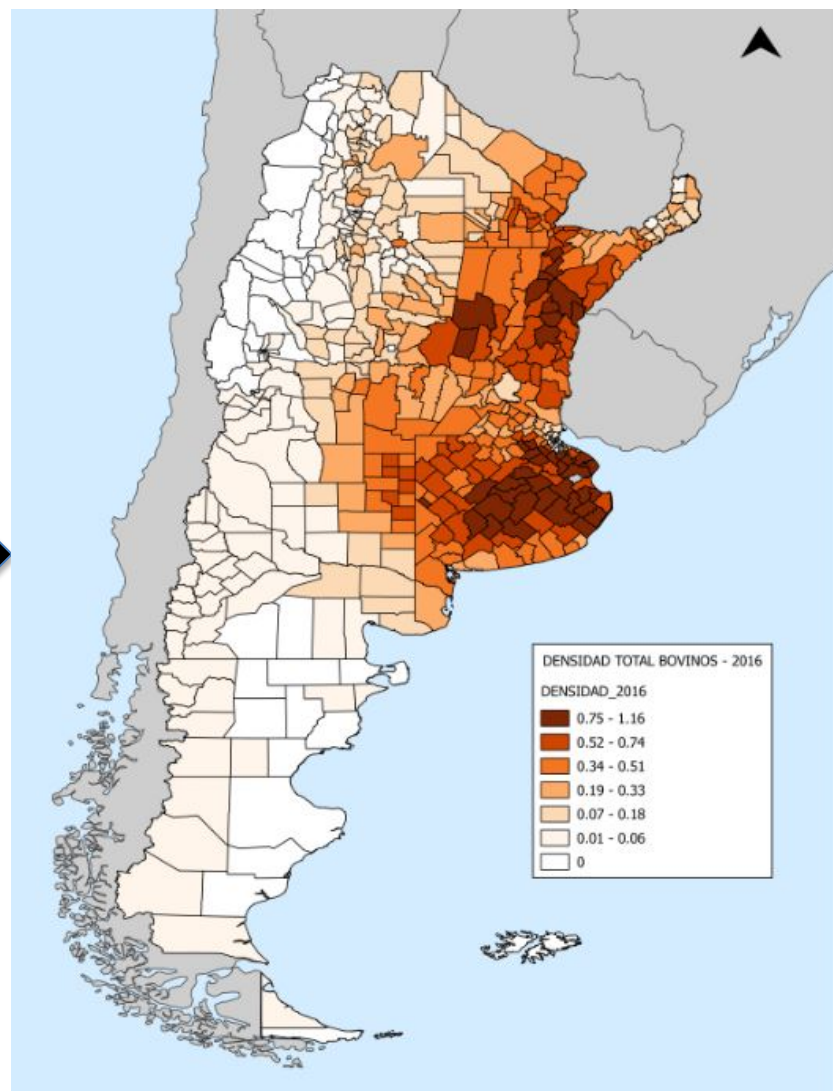 DENSIDAD TOTAL BOVINOS - 2016
DENSIDAD_2016
0.75 - 1.16
0.52 - 0.74
0.34 - 0.51
0.19 - 0.33
0.07 - 0.18
0.01 - 0.06
0